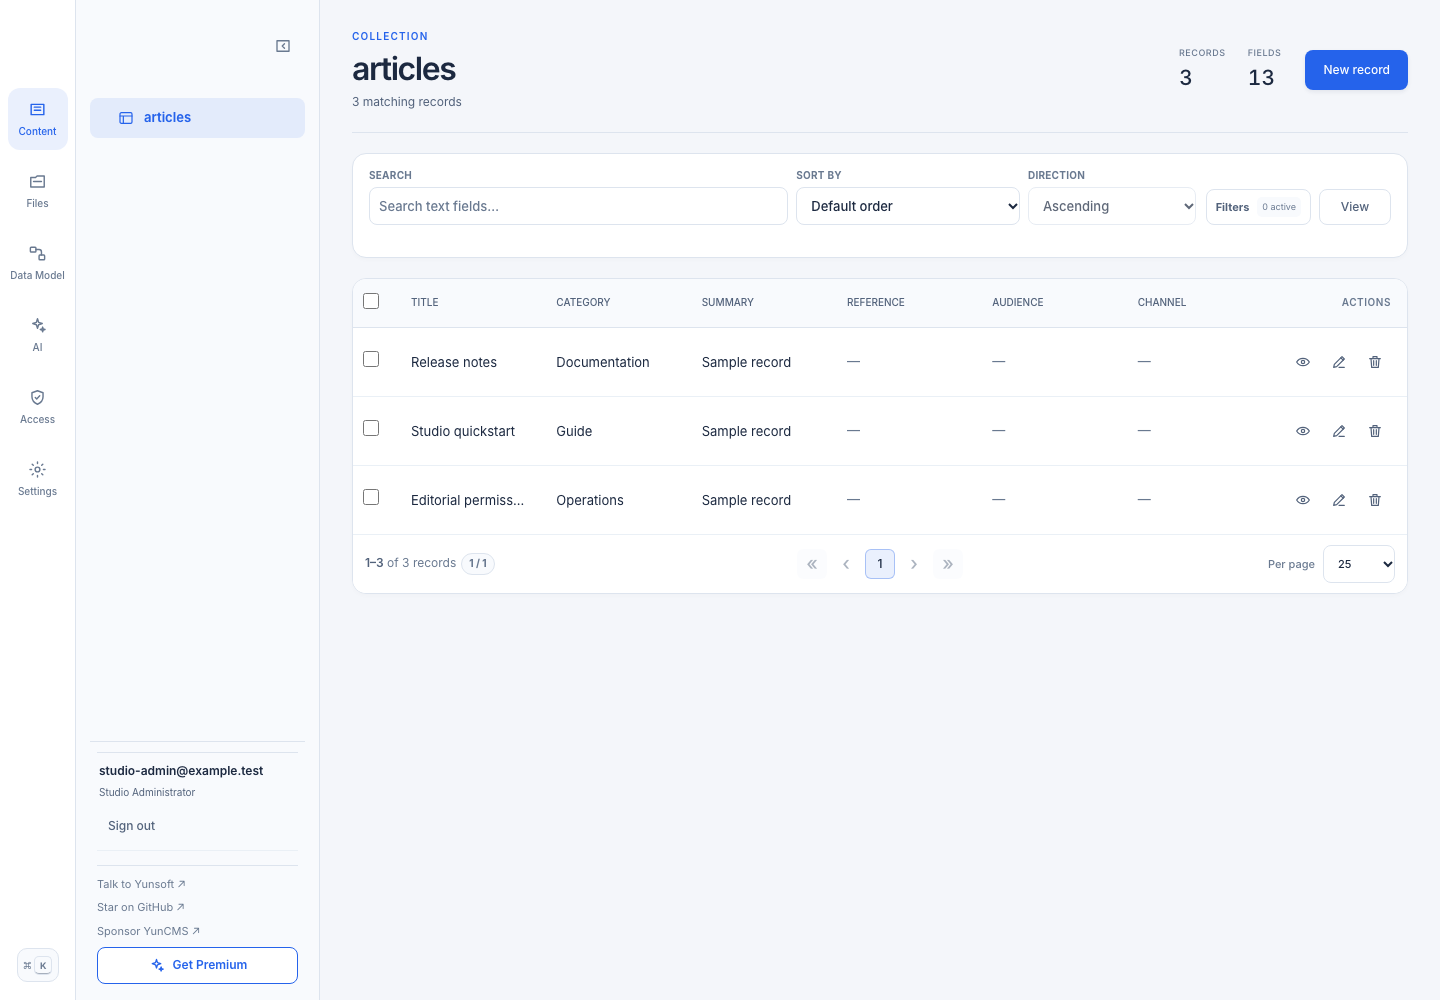 Content
Files
Data Model
AI
Access
Settings
⌘ K
articles
studio-admin@example.test
Studio Administrator
Sign out
Talk to Yunsoft ↗
Star on GitHub ↗
Sponsor YunCMS ↗
Get Premium
COLLECTION
articles
3 matching records
RECORDS
3
FIELDS
13
New record
SEARCH
Search text fields...
SORT BY
Default order
DIRECTION
Ascending
Filters 0 active
View
TITLE CATEGORY SUMMARY REFERENCE AUDIENCE CHANNEL ACTIONS
Release notes Documentation Sample record — — —
Studio quickstart Guide Sample record — — —
Editorial permiss... Operations Sample record — — —
1–3 of 3 records 1 / 1
« ‹ 1 › »
Per page 25